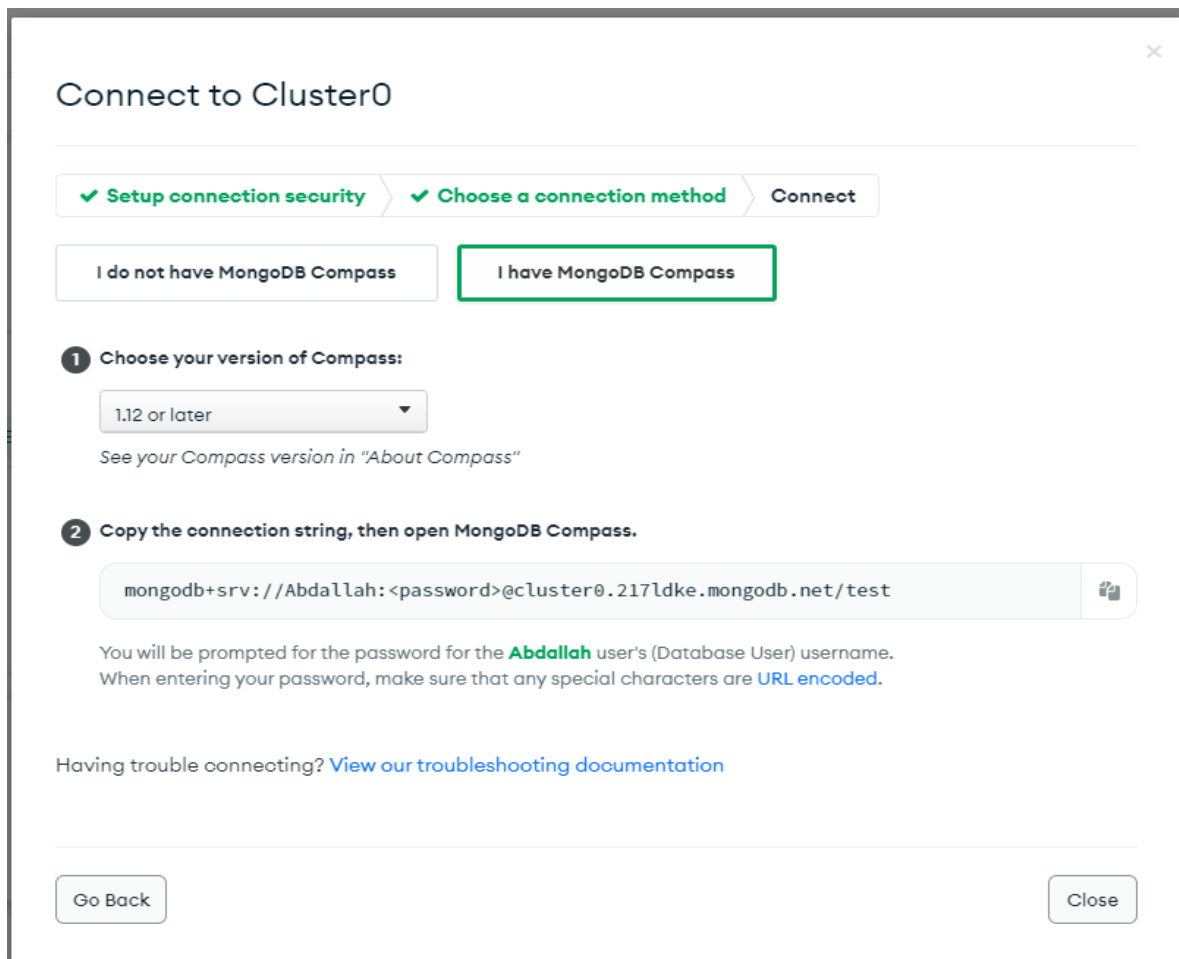 Connect to Cluster0
Setup connection security Choose a connection method Connect
I do not have MongoDB Compass I have MongoDB Compass
1 Choose your version of Compass:
1.12 or later
See your Compass version in "About Compass"
2 Copy the connection string, then open MongoDB Compass.
mongodb+srv://Abdallah:<password>@cluster0.217ldke.mongodb.net/test
You will be prompted for the password for the Abdallah user's (Database User) username.
When entering your password, make sure that any special characters are URL encoded.
Having trouble connecting? View our troubleshooting documentation
Go Back Close